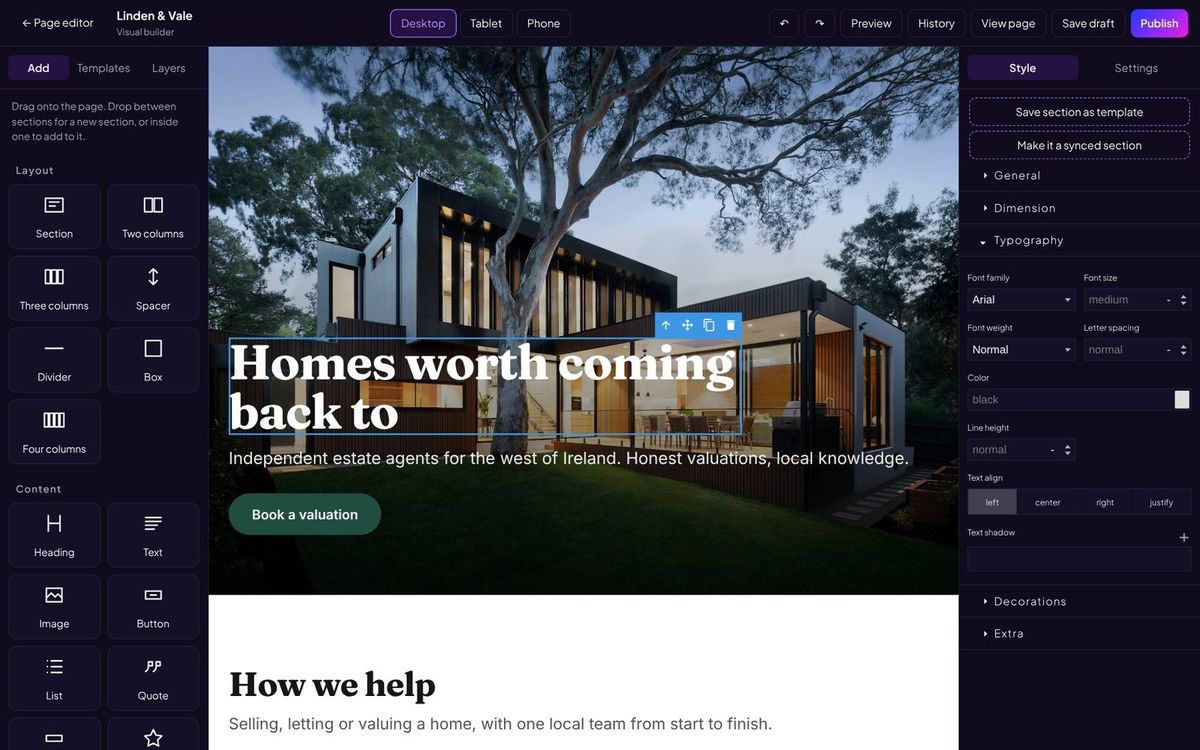 ← Page editor
Linden & Vale
Visual builder
Desktop
Tablet
Phone
Preview
History
View page
Save draft
Publish
Add
Templates
Layers
Drag onto the page. Drop between
sections for a new section, or inside
one to add to it.
Layout
Section
Two columns
Three columns
Spacer
Divider
Box
Four columns
Content
Heading
Text
Image
Button
List
Quote
Homes worth coming
back to
Independent estate agents for the west of Ireland. Honest valuations, local knowledge.
Book a valuation
How we help
Selling, letting or valuing a home, with one local team from start to finish.
Style
Settings
Save section as template
Make it a synced section
General
Dimension
Typography
Font family
Font size
Arial
medium
-
Font weight
Letter spacing
Normal
normal
-
Color
black
Line height
normal
-
Text align
left
center
right
justify
Text shadow
Decorations
Extra